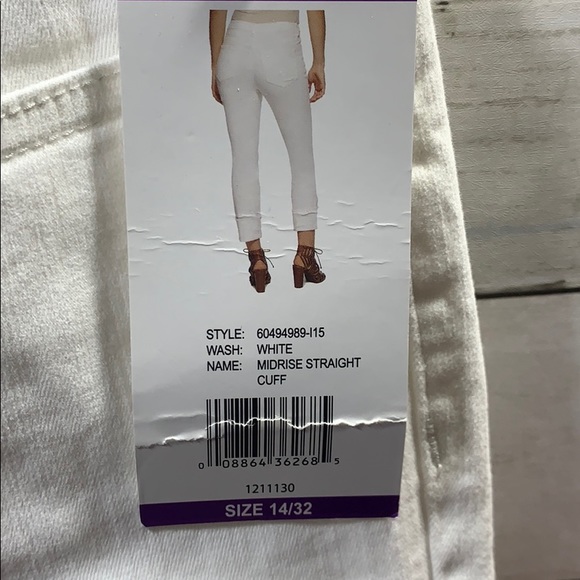 STYLE: 60494989-I15
WASH: WHITE
NAME: MIDRISE STRAIGHT
CUFF
0 08864 36268 5
1211130
SIZE 14/32